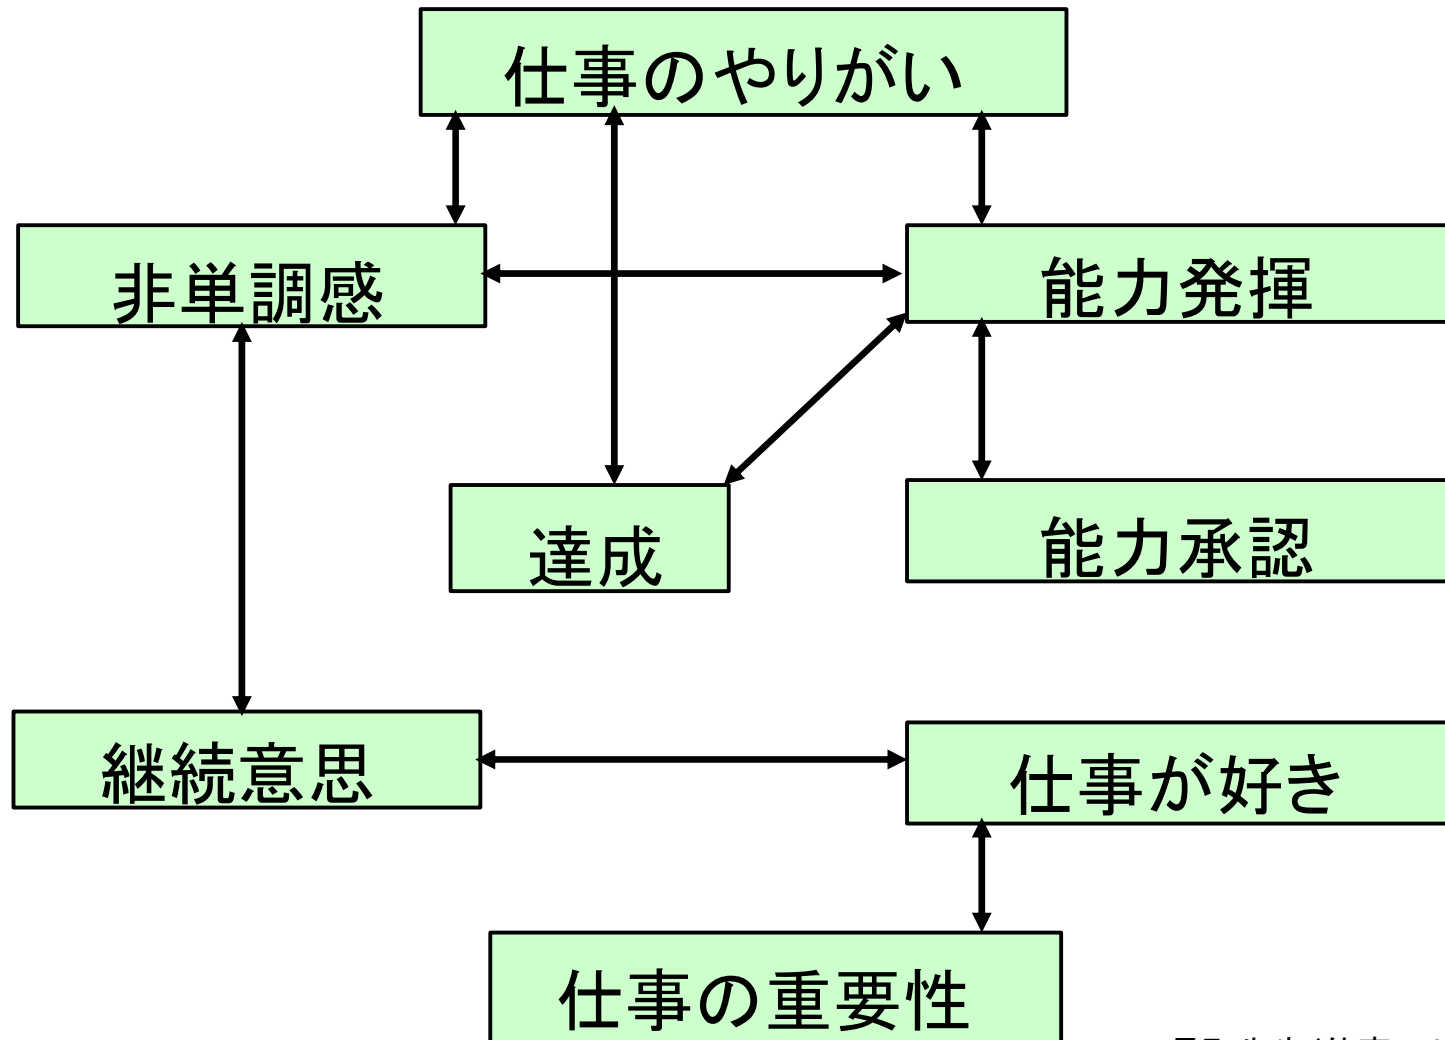 仕事のやりがい
非単調感
能力発揮
達成
能力承認
継続意思
仕事が好き
仕事の重要性